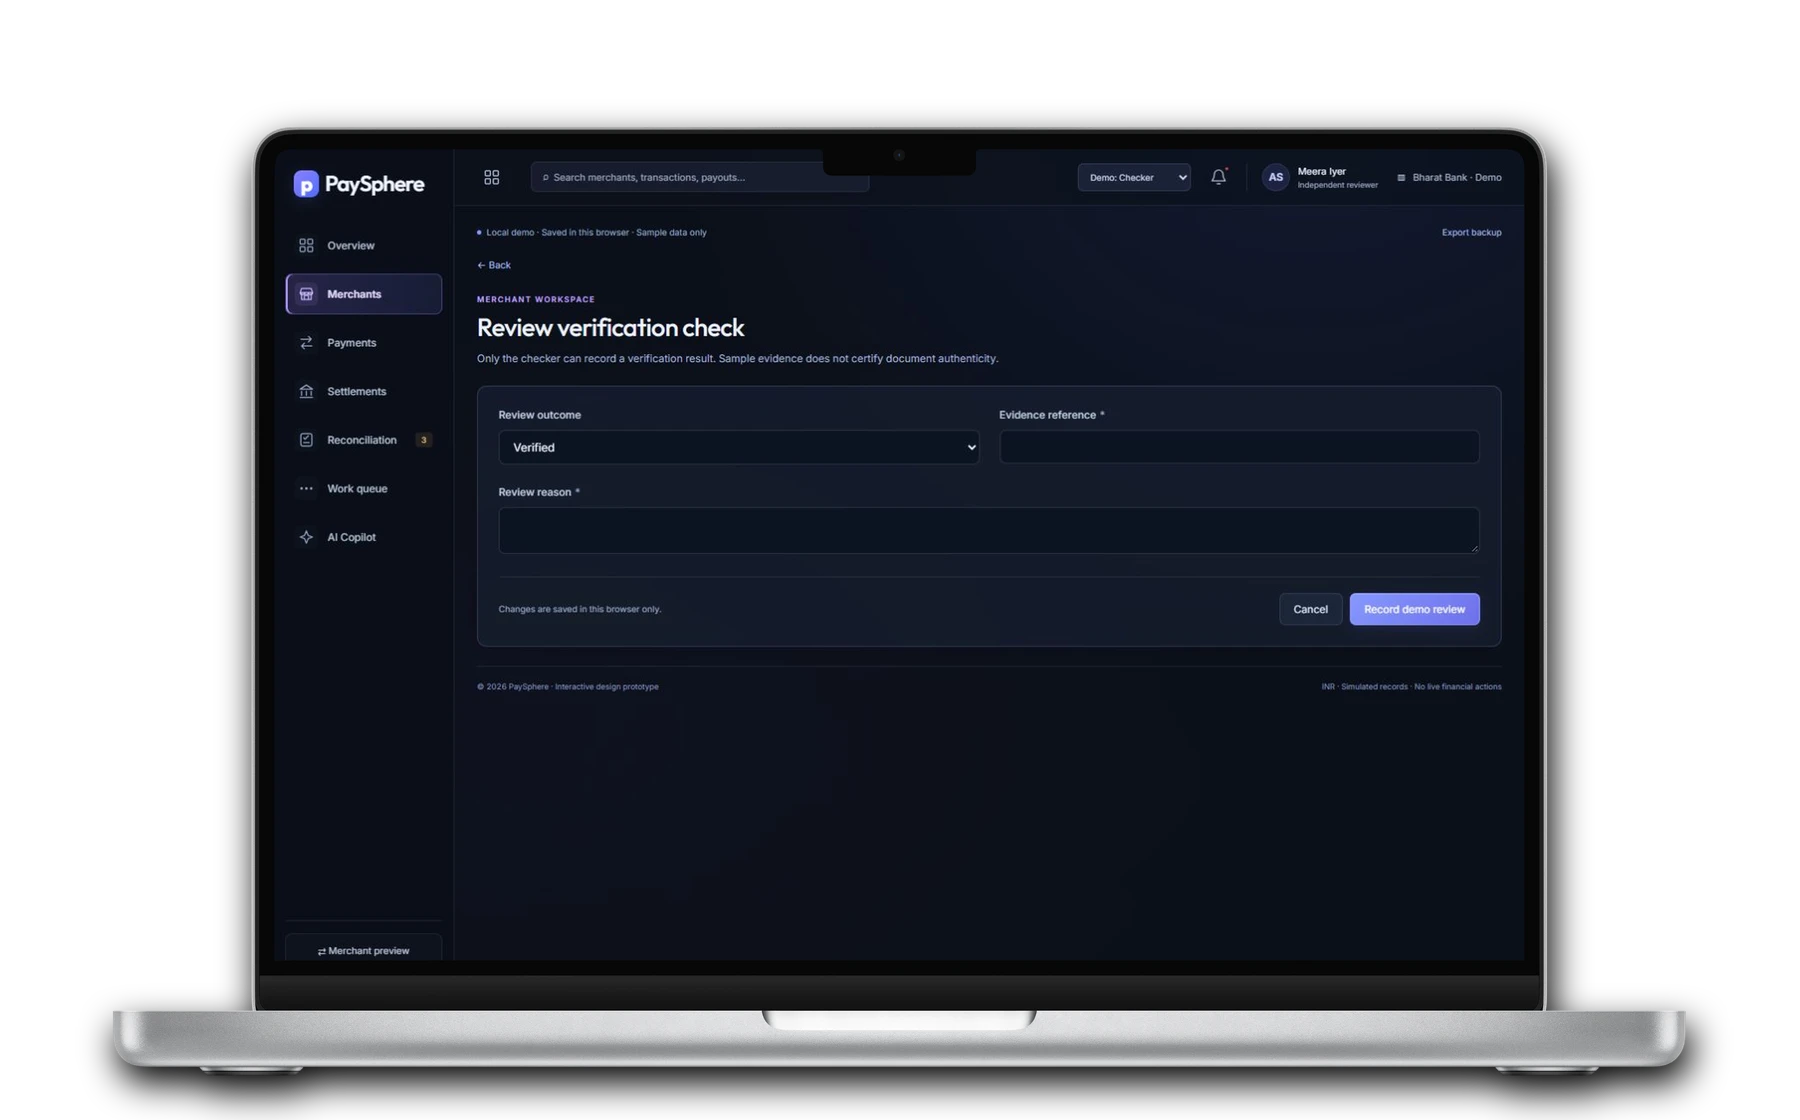 PaySphere
Overview
Merchants
Payments
Settlements
Reconciliation 3
Work queue
AI Copilot
⇄ Merchant preview
Search merchants, transactions, payouts...
Demo: Checker
AS
Meera Iyer
Independent reviewer
Bharat Bank · Demo
Local demo · Saved in this browser · Sample data only
Export backup
← Back
MERCHANT WORKSPACE
Review verification check
Only the checker can record a verification result. Sample evidence does not certify document authenticity.
Review outcome
Verified
Evidence reference *
Review reason *
Changes are saved in this browser only.
Cancel
Record demo review
© 2026 PaySphere · Interactive design prototype
INR · Simulated records · No live financial actions